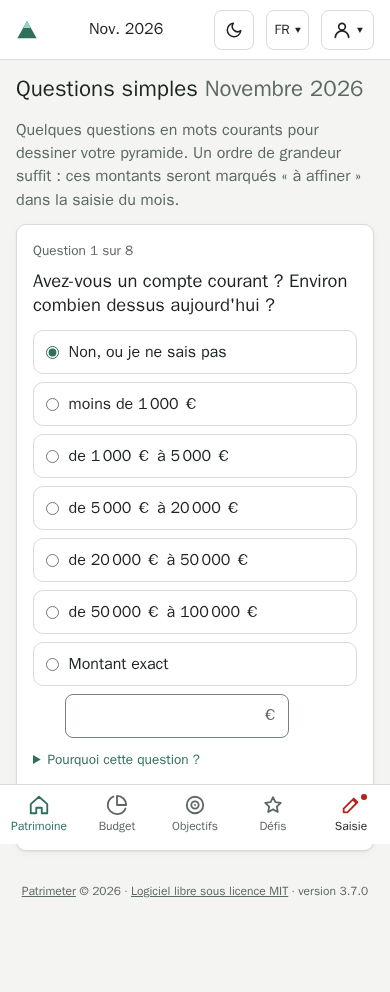 Nov. 2026
FR ▾
▾
Questions simples Novembre 2026
Quelques questions en mots courants pour
dessiner votre pyramide. Un ordre de grandeur
suffit : ces montants seront marqués « à affiner »
dans la saisie du mois.
Question 1 sur 8
Avez-vous un compte courant ? Environ
combien dessus aujourd'hui ?
Non, ou je ne sais pas
moins de 1 000 €
de 1 000 € à 5 000 €
de 5 000 € à 20 000 €
de 20 000 € à 50 000 €
de 50 000 € à 100 000 €
Montant exact
€
▶ Pourquoi cette question ?
Patrimoine
Budget
Objectifs
Défis
Saisie
Patrimeter © 2026 · Logiciel libre sous licence MIT · version 3.7.0